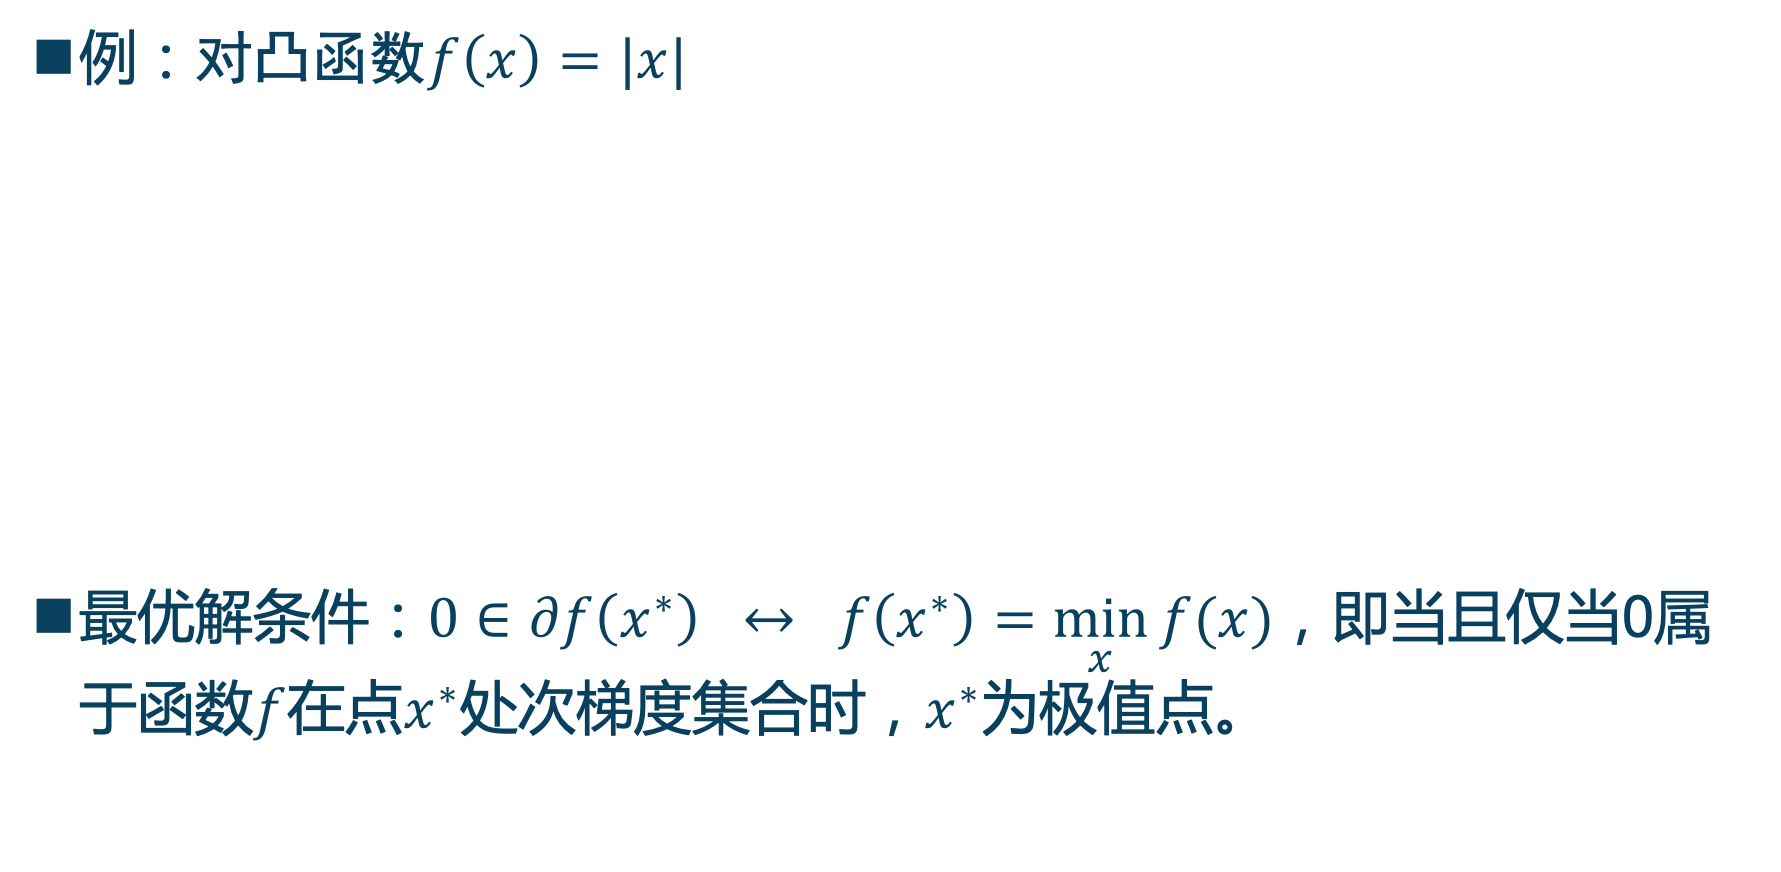 ■例：对凸函数f(x) = |x|
■最优解条件：0 ∈ ∂f(x*) ↔ f(x*) = min f(x)，即当且仅当0属
x
于函数f在点x*处次梯度集合时，x*为极值点。